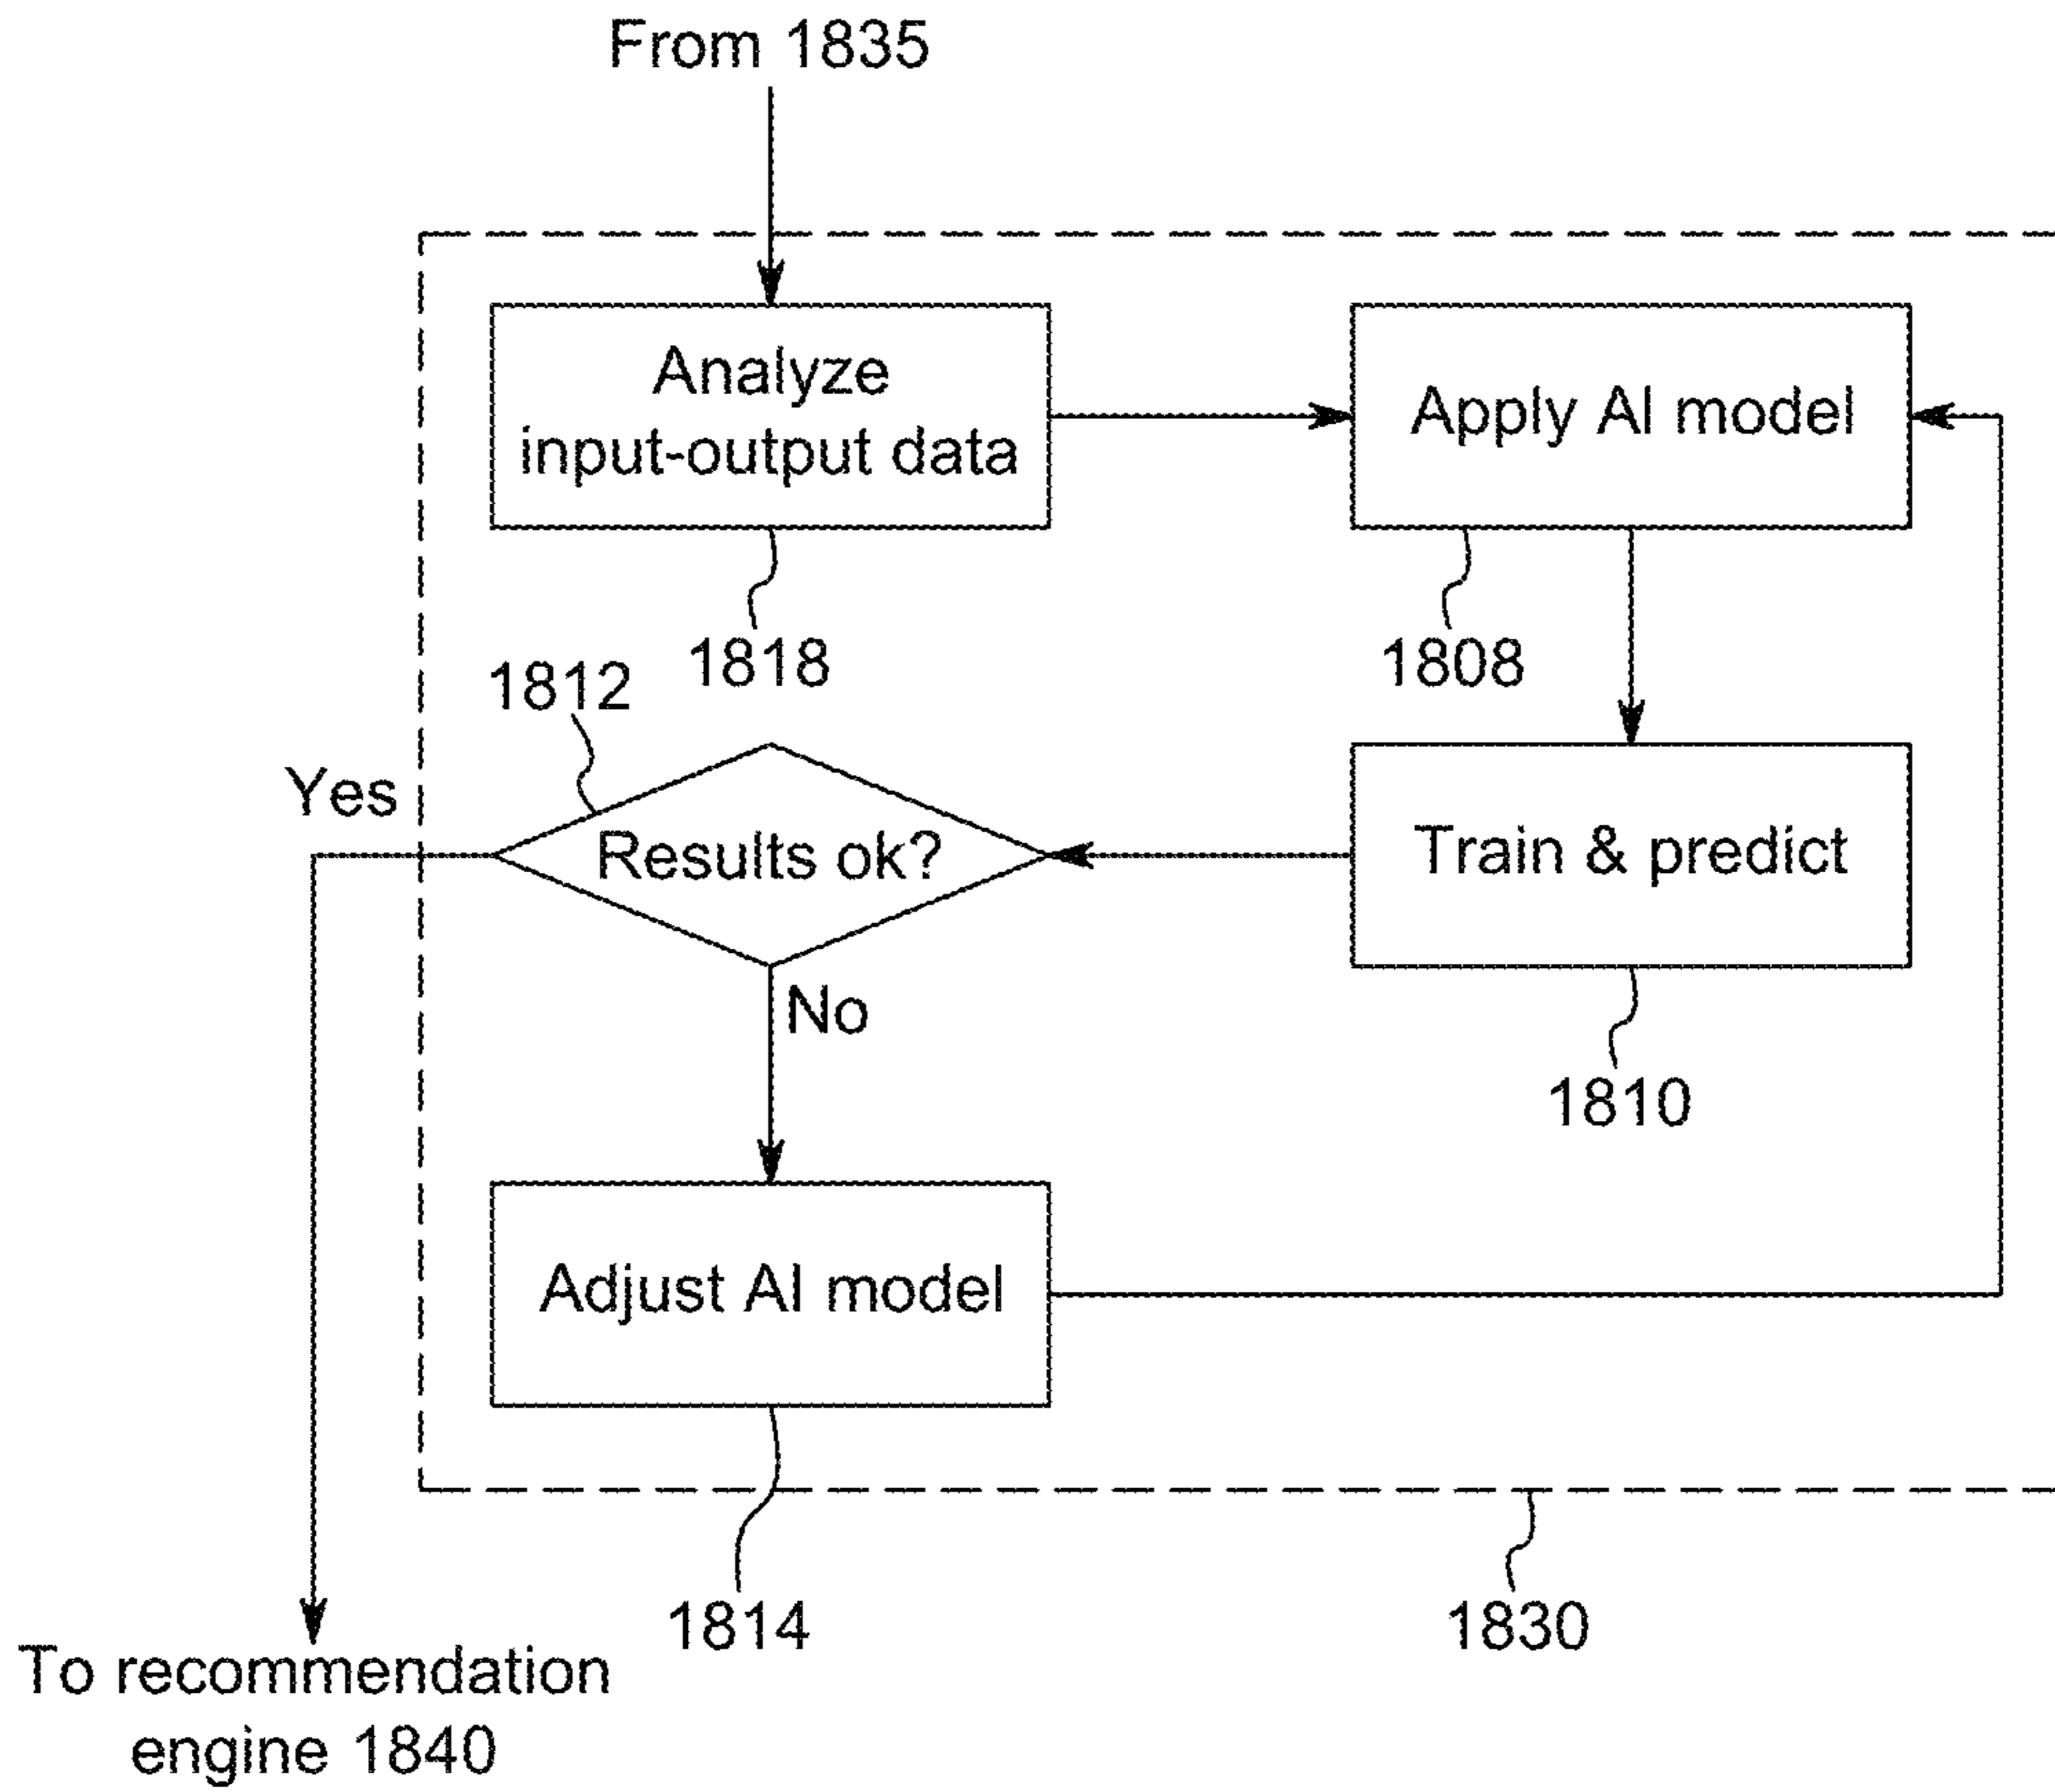 From 1835
Analyze
input-output data
Apply AI model
1818
1808
1812
Yes
Results ok?
Train & predict
No
1810
Adjust AI model
1814
1830
To recommendation
engine 1840